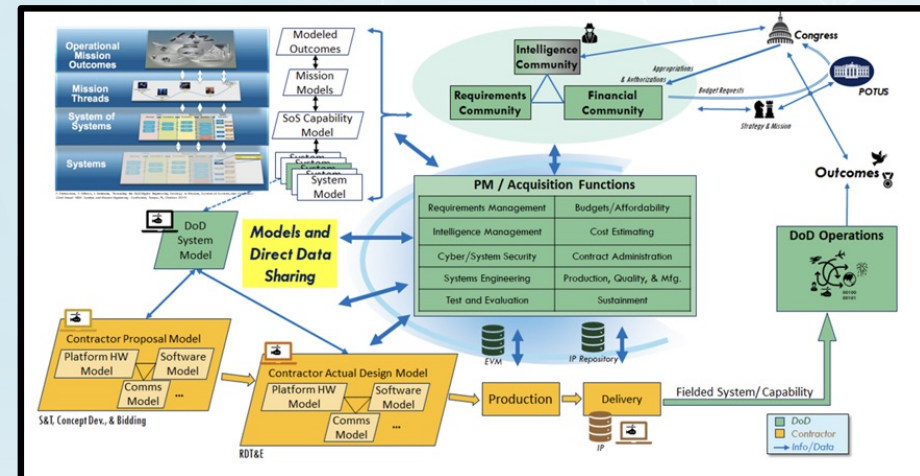 Operational
Mission
Outcomes
Mission
Threads
System of
Systems
Systems
Modeled
Outcomes
Mission
Models
SoS Capability
Model
System
System
System
System
Model
Intelligence
Community
Requirements
Community
Financial
Community
Congress
Appropriations
& Authorizations
Budget Requests
POTUS
Strategy & Mission
Outcomes
PM / Acquisition Functions
Requirements Management
Budgets/Affordability
Intelligence Management
Cost Estimating
Cyber/System Security
Contract Administration
Systems Engineering
Production, Quality, & Mfg.
Test and Evaluation
Sustainment
DoD
System
Model
Models and
Direct Data
Sharing
DoD Operations
EVM
IP Repository
Contractor Proposal Model
Platform HW
Model
Software
Model
Comms
Model
...
S&T, Concept Dev., & Bidding
Contractor Actual Design Model
Platform HW
Model
Software
Model
Comms
Model
...
RDT&E
Production
Delivery
IP
Fielded System/Capability
DoD
Contractor
Info/Data